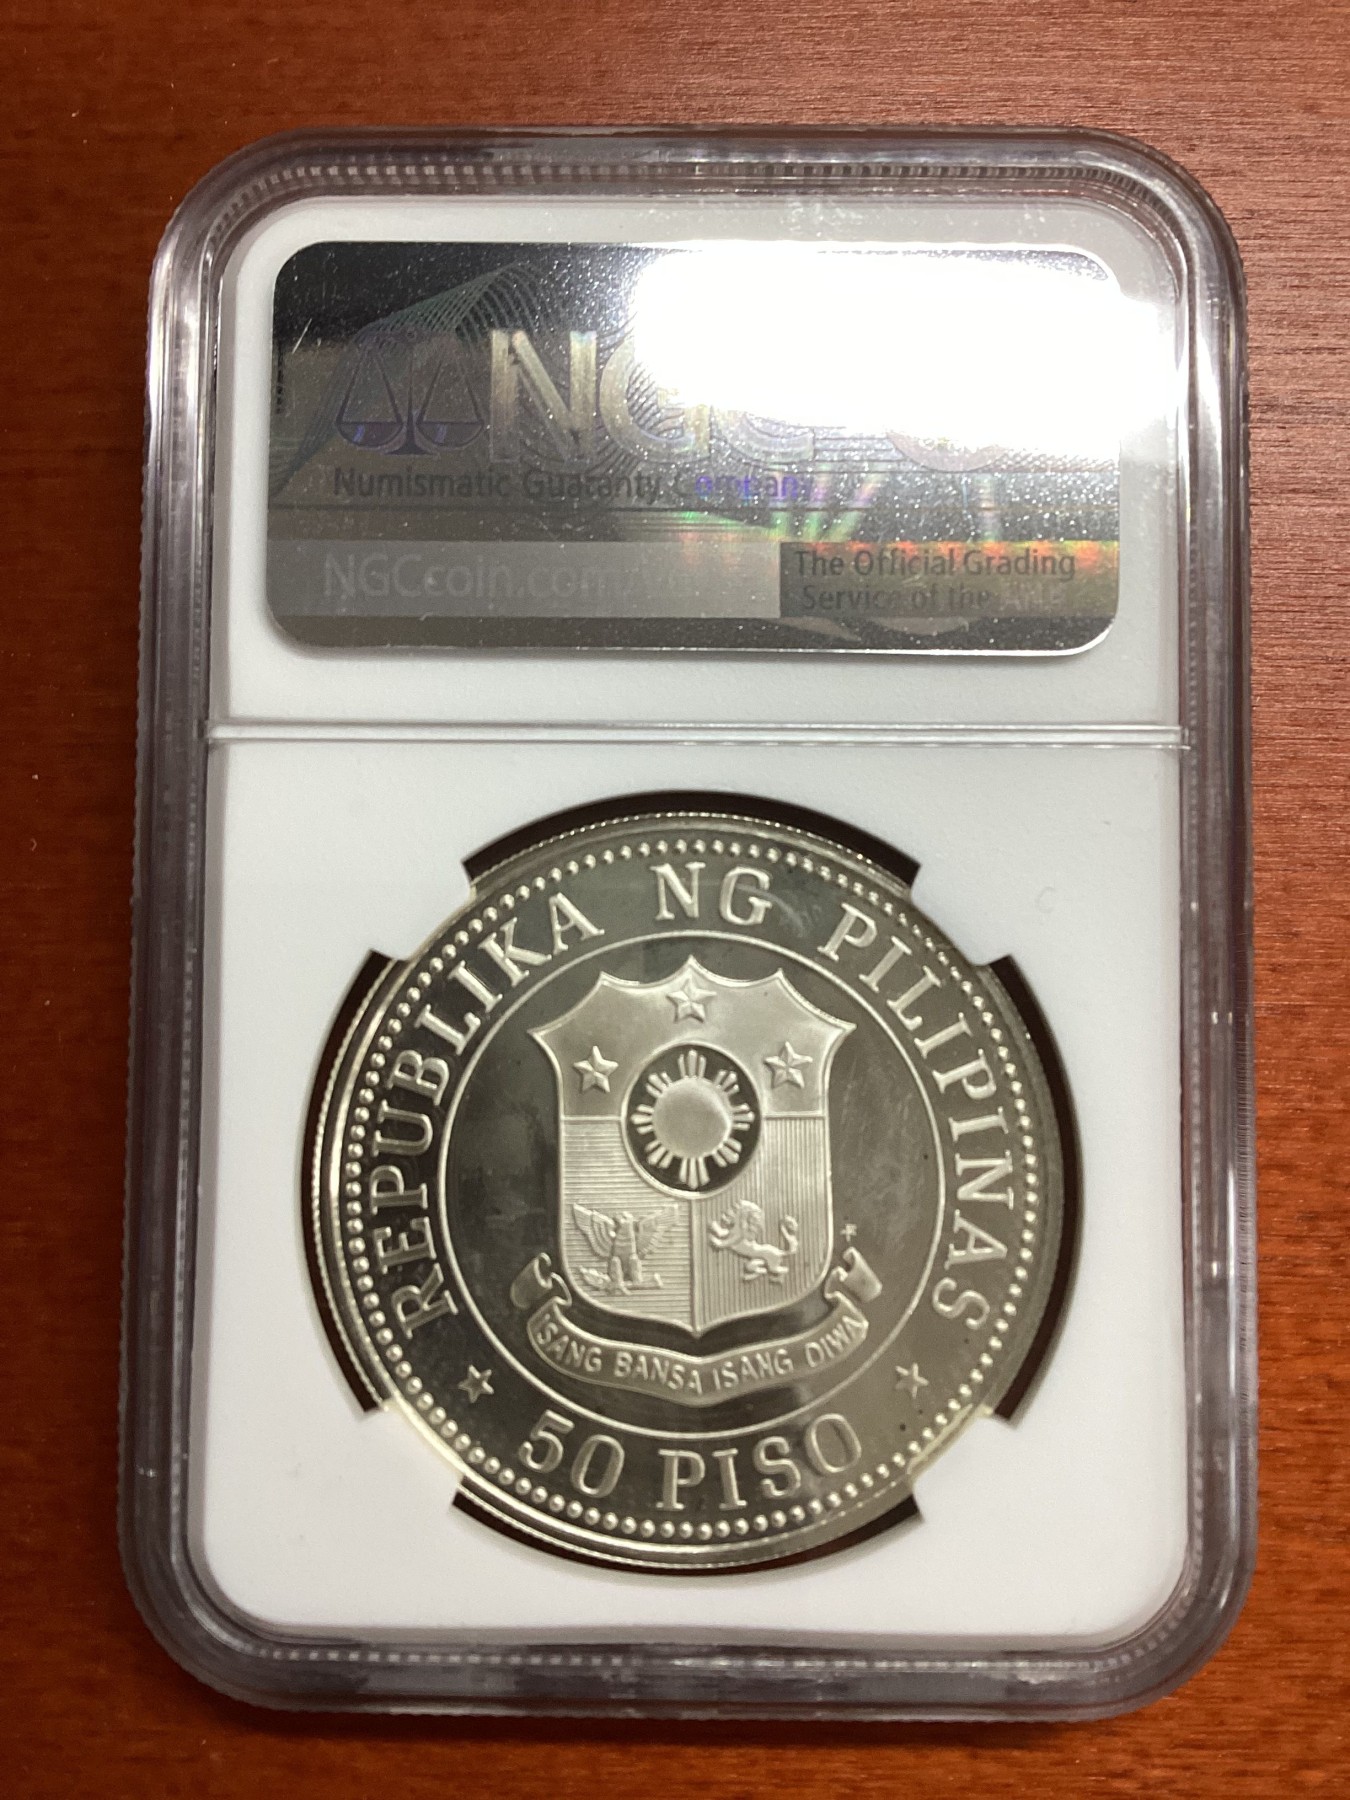 NGC
Numismatic Guaranty Company
NGCcoin.com
The Official Grading
Service of the
REPUBLIKA NG PILIPINAS
ISANG BANSA ISANG DIWA
50 PISO